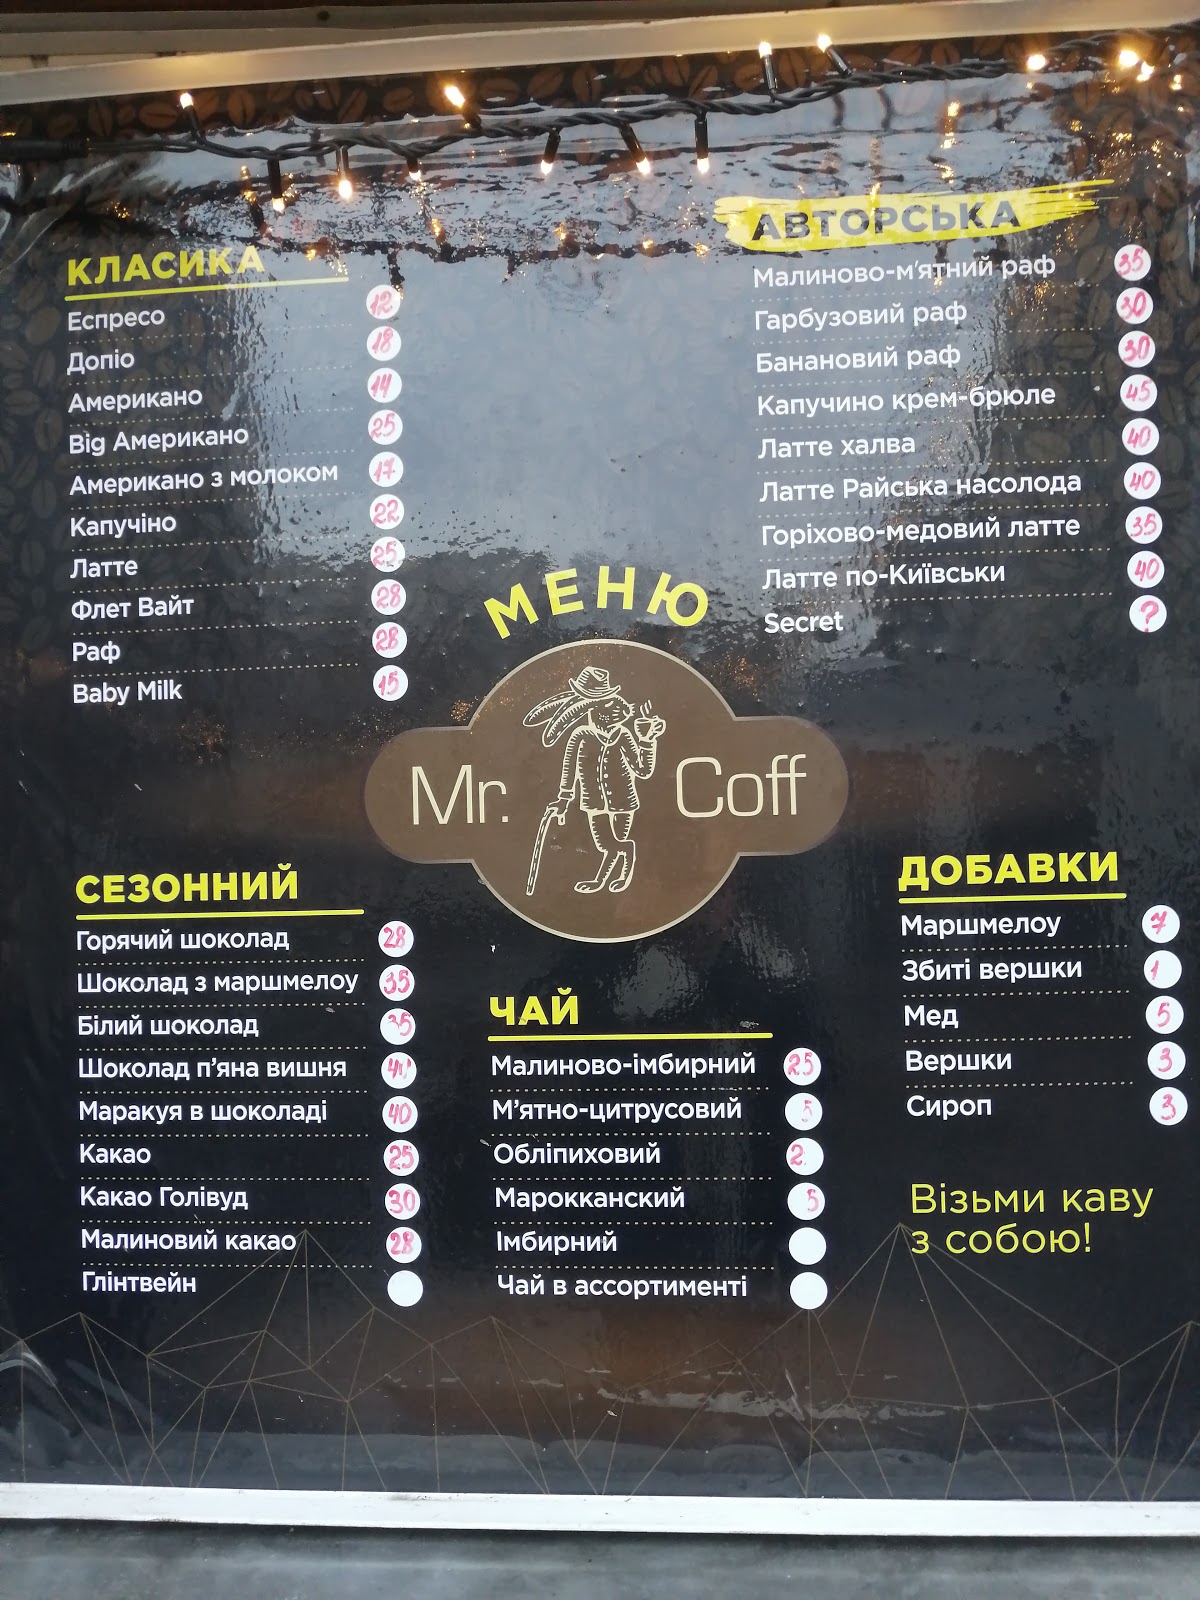 КЛАСИКА
Еспресо 12
Допіо 18
Американо 14
Big Американо 25
Американо з молоком 17
Капучіно 22
Латте 25
Флет Вайт 28
Раф 28
Baby Milk 15
АВТОРСЬКА
Малиново-м'ятний раф 35
Гарбузовий раф 30
Банановий раф 30
Капучино крем-брюле 45
Латте халва 40
Латте Райська насолода 40
Горіхово-медовий латте 35
Латте по-Київськи 40
Secret ?
МЕНЮ
Mr. Coff
СЕЗОННИЙ
Горячий шоколад 28
Шоколад з маршмелоу 35
Білий шоколад 35
Шоколад п’яна вишня 40
Маракуя в шоколаді 40
Какао 25
Какао Голівуд 30
Малиновий какао 28
Глінтвейн
ЧАЙ
Малиново-імбирний 25
М’ятно-цитрусовий 5
Обліпиховий 2
Марокканский 5
Імбирний
Чай в ассортименті
ДОБАВКИ
Маршмелоу 7
Збиті вершки 1
Мед 5
Вершки 3
Сироп 3
Візьми каву
з собою!